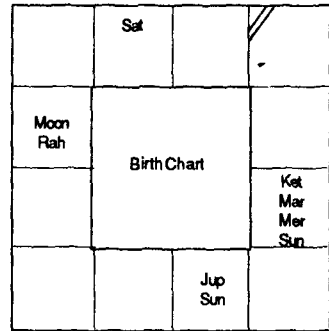 Sat
Moon
Rah
Birth Chart
Ket
Mar
Mer
Sun
Jup
Sun